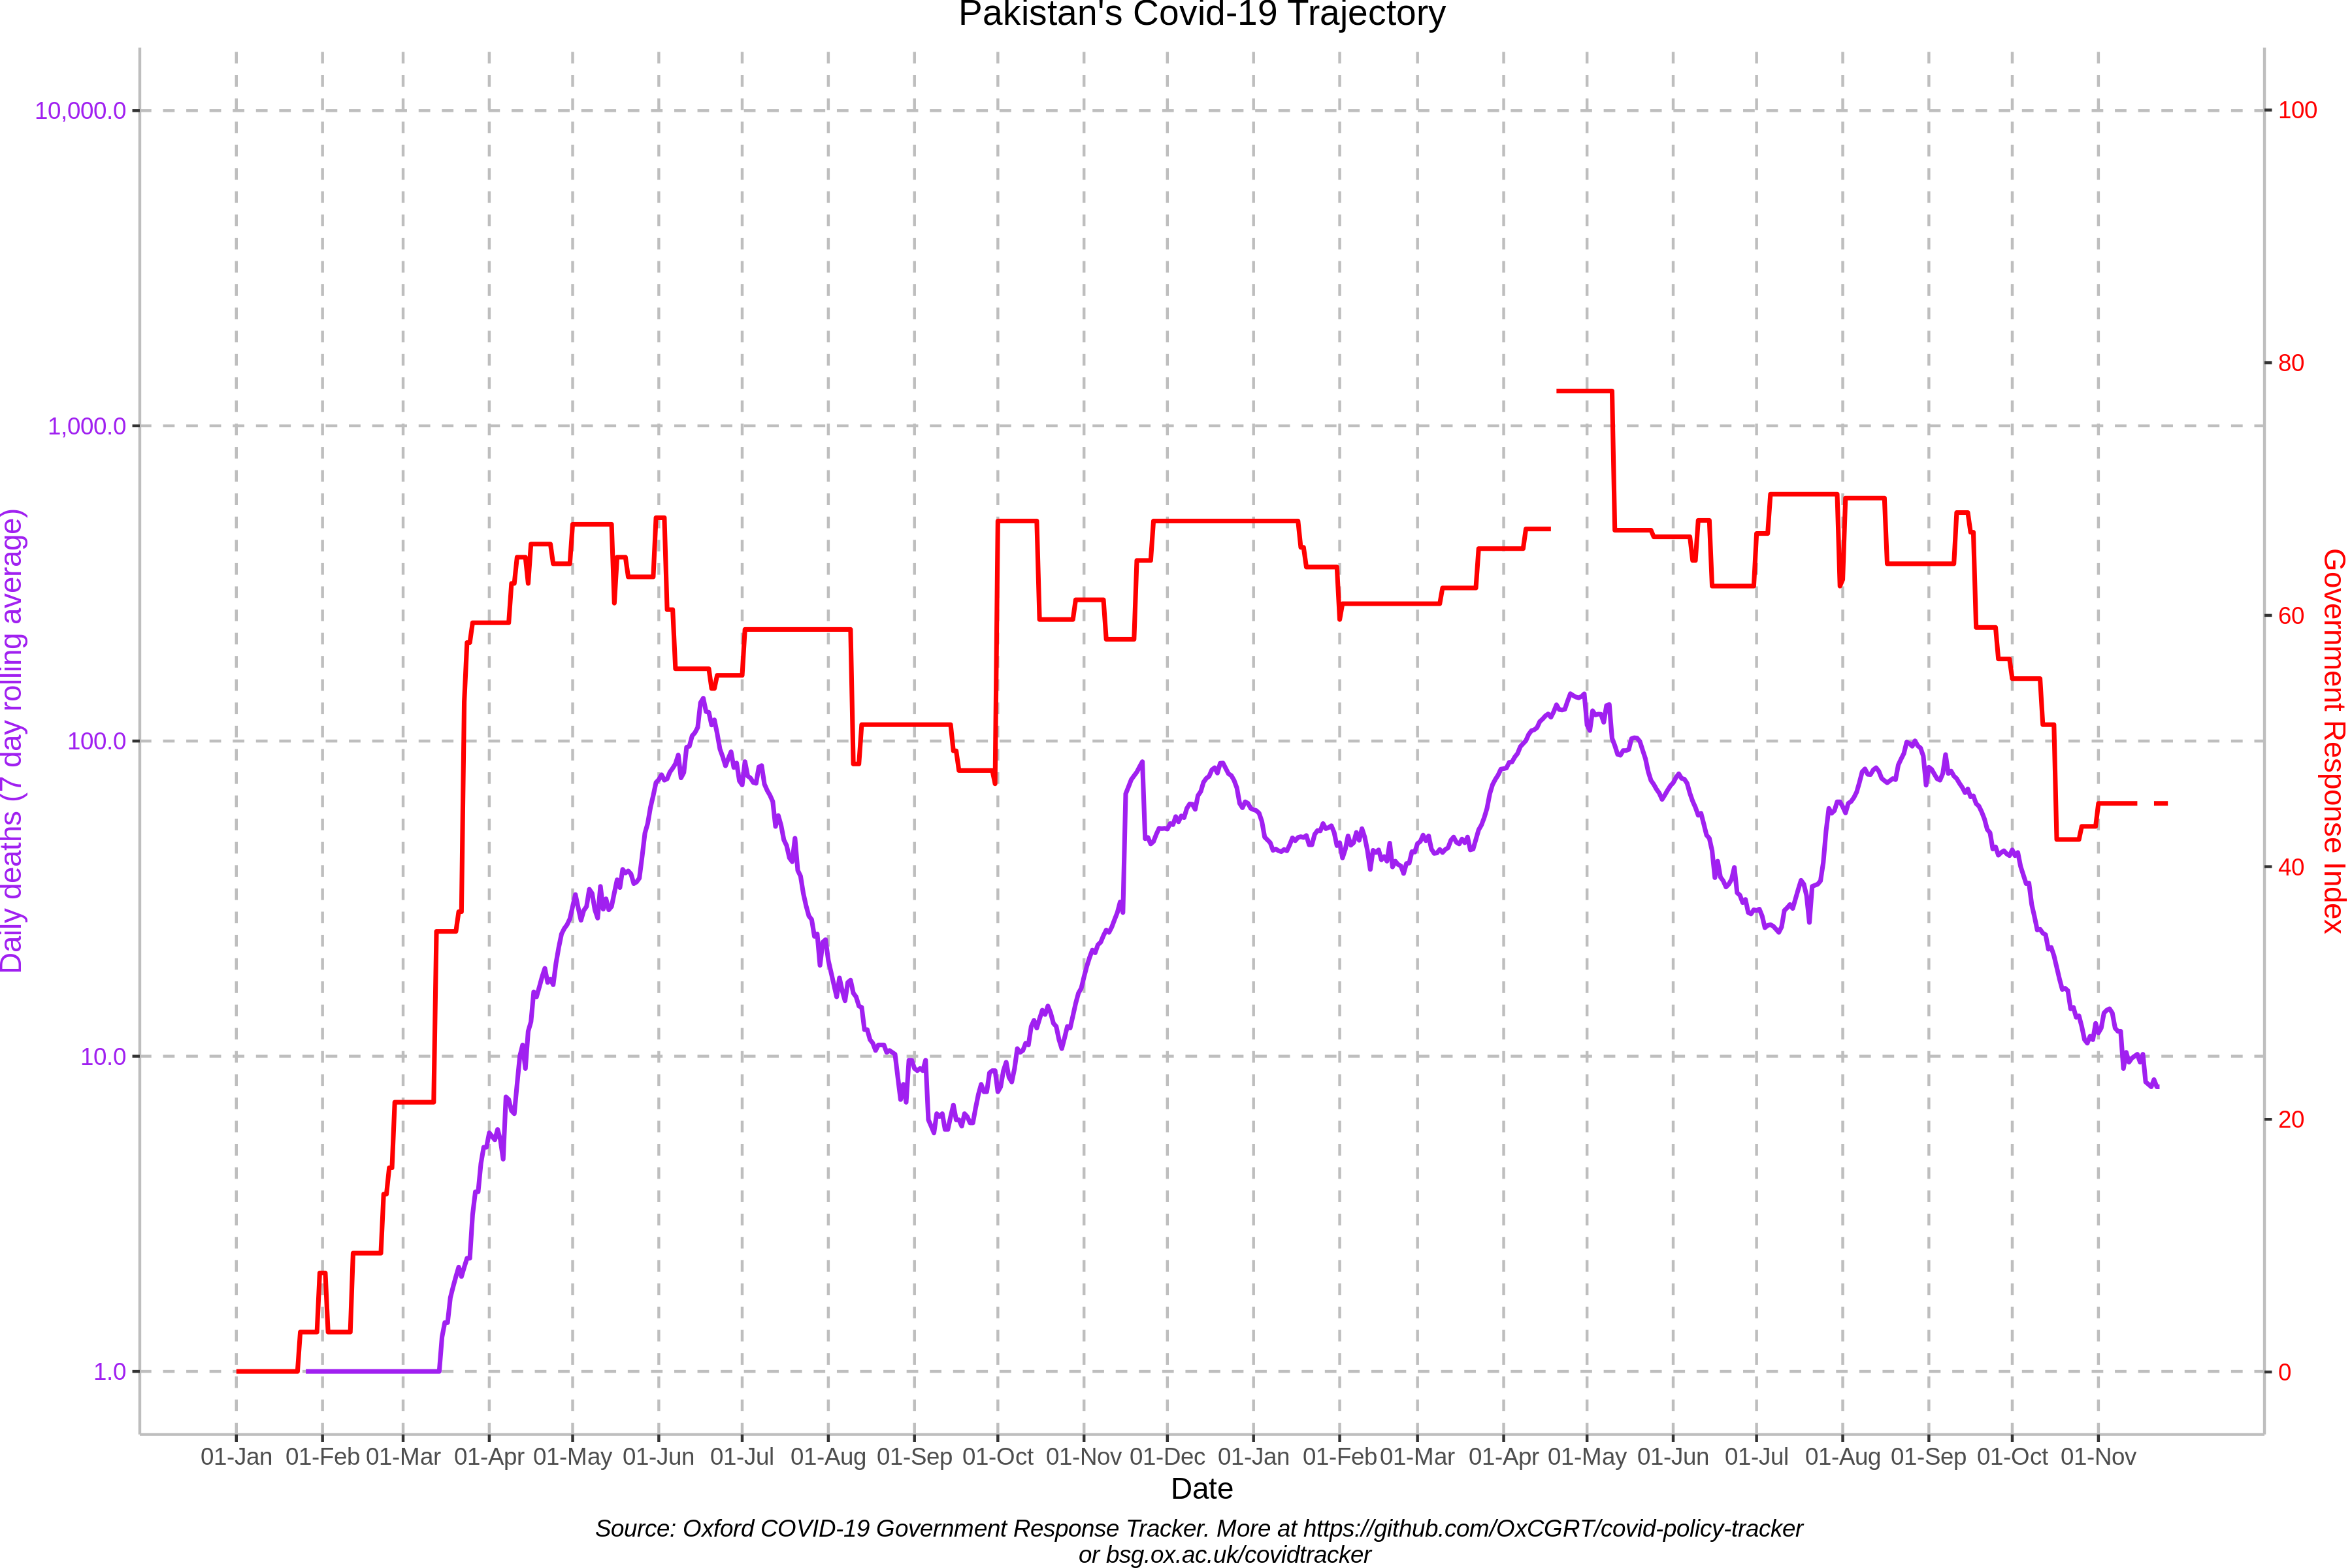 Pakistan's Covid-19 Trajectory
10,000.0
1,000.0
100.0
10.0
1.0
Daily deaths (7 day rolling average)
100
80
60
40
20
0
Government Response Index
01-Jan 01-Feb 01-Mar 01-Apr 01-May 01-Jun 01-Jul 01-Aug 01-Sep 01-Oct 01-Nov 01-Dec 01-Jan 01-Feb 01-Mar 01-Apr 01-May 01-Jun 01-Jul 01-Aug 01-Sep 01-Oct 01-Nov
Date
Source: Oxford COVID-19 Government Response Tracker. More at https://github.com/OxCGRT/covid-policy-tracker
or bsg.ox.ac.uk/covidtracker